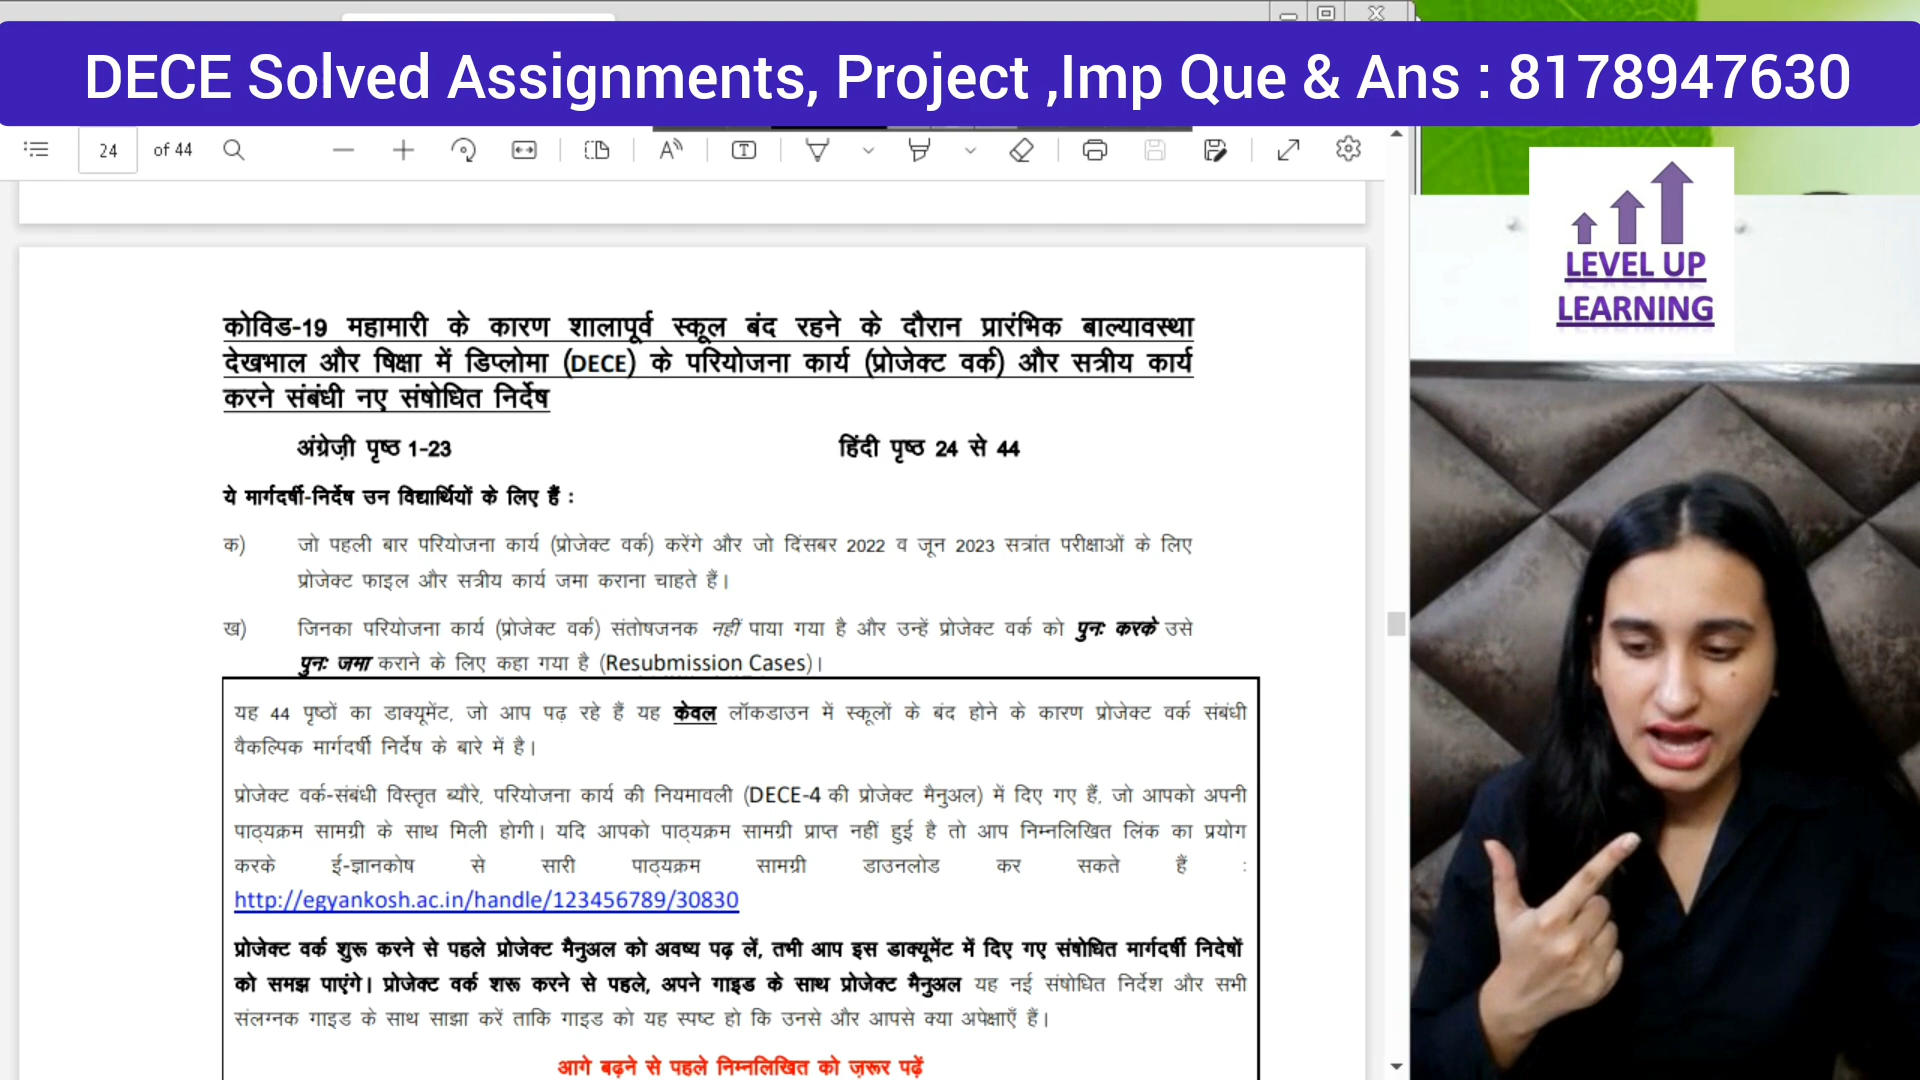 DECE Solved Assignments, Project ,Imp Que & Ans : 8178947630
24 of 44
LEVEL UP
LEARNING
कोविड-19 महामारी के कारण शालापूर्व स्कूल बंद रहने के दौरान प्रारंभिक बाल्यावस्था
देखभाल और षिक्षा में डिप्लोमा (DECE) के परियोजना कार्य (प्रोजेक्ट वर्क) और सत्रीय कार्य
करने संबंधी नए संषोधित निर्देष
अंग्रेज़ी पृष्ठ 1-23 हिंदी पृष्ठ 24 से 44
ये मार्गदर्षी-निर्देष उन विद्यार्थियों के लिए हैं :
क) जो पहली बार परियोजना कार्य (प्रोजेक्ट वर्क) करेंगे और जो दिंसबर 2022 व जून 2023 सत्रांत परीक्षाओं के लिए
प्रोजेक्ट फाइल और सत्रीय कार्य जमा कराना चाहते हैं।
ख) जिनका परियोजना कार्य (प्रोजेक्ट वर्क) संतोषजनक नहीं पाया गया है और उन्हें प्रोजेक्ट वर्क को पुनः करके उसे
पुनः जमा कराने के लिए कहा गया है (Resubmission Cases)।
यह 44 पृष्ठों का डाक्यूमेंट, जो आप पढ़ रहे हैं यह केवल लॉकडाउन में स्कूलों के बंद होने के कारण प्रोजेक्ट वर्क संबंधी
वैकल्पिक मार्गदर्षी निर्देष के बारे में है।
प्रोजेक्ट वर्क-संबंधी विस्तृत ब्यौरे, परियोजना कार्य की नियमावली (DECE-4 की प्रोजेक्ट मैनुअल) में दिए गए हैं, जो आपको अपनी
पाठ्यक्रम सामग्री के साथ मिली होगी। यदि आपको पाठ्यक्रम सामग्री प्राप्त नहीं हुई है तो आप निम्नलिखित लिंक का प्रयोग
करके ई-ज्ञानकोष से सारी पाठ्यक्रम सामग्री डाउनलोड कर सकते हैं :
http://egyankosh.ac.in/handle/123456789/30830
प्रोजेक्ट वर्क शुरू करने से पहले प्रोजेक्ट मैनुअल को अवष्य पढ़ लें, तभी आप इस डाक्यूमेंट में दिए गए संषोधित मार्गदर्षी निदेषों
को समझ पाएंगे। प्रोजेक्ट वर्क शरू करने से पहले, अपने गाइड के साथ प्रोजेक्ट मैनुअल यह नई संषोधित निर्देश और सभी
संलग्नक गाइड के साथ साझा करें ताकि गाइड को यह स्पष्ट हो कि उनसे और आपसे क्या अपेक्षाएँ हैं।
आगे बढ़ने से पहले निम्नलिखित को ज़रूर पढ़ें